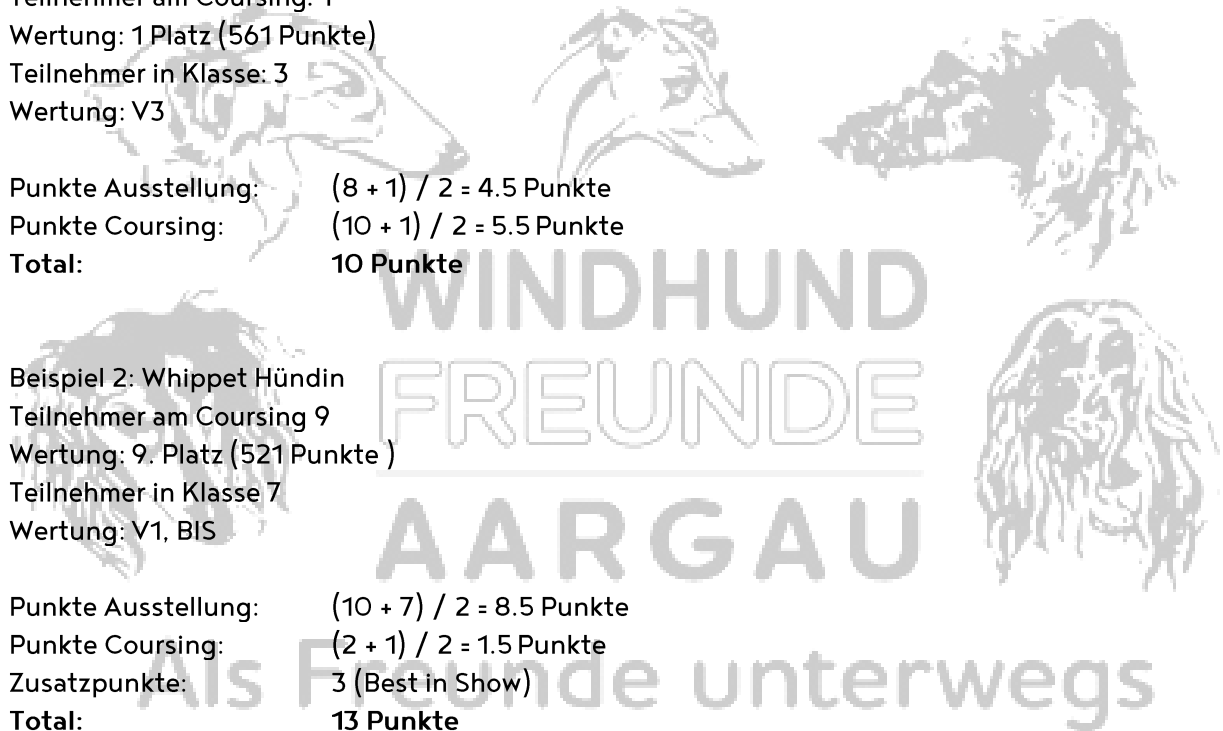 Teilnehmer am Coursing: 1
Wertung: 1 Platz (561 Punkte)
Teilnehmer in Klasse: 3
Wertung: V3
Punkte Ausstellung: (8 + 1) / 2 = 4.5 Punkte
Punkte Coursing: (10 + 1) / 2 = 5.5 Punkte
Total: 10 Punkte
WINDHUND
FREUNDE
AARGAU
Als Freunde unterwegs
Beispiel 2: Whippet Hündin
Teilnehmer am Coursing 9
Wertung: 9. Platz (521 Punkte )
Teilnehmer in Klasse 7
Wertung: V1, BIS
Punkte Ausstellung: (10 + 7) / 2 = 8.5 Punkte
Punkte Coursing: (2 + 1) / 2 = 1.5 Punkte
Zusatzpunkte: 3 (Best in Show)
Total: 13 Punkte